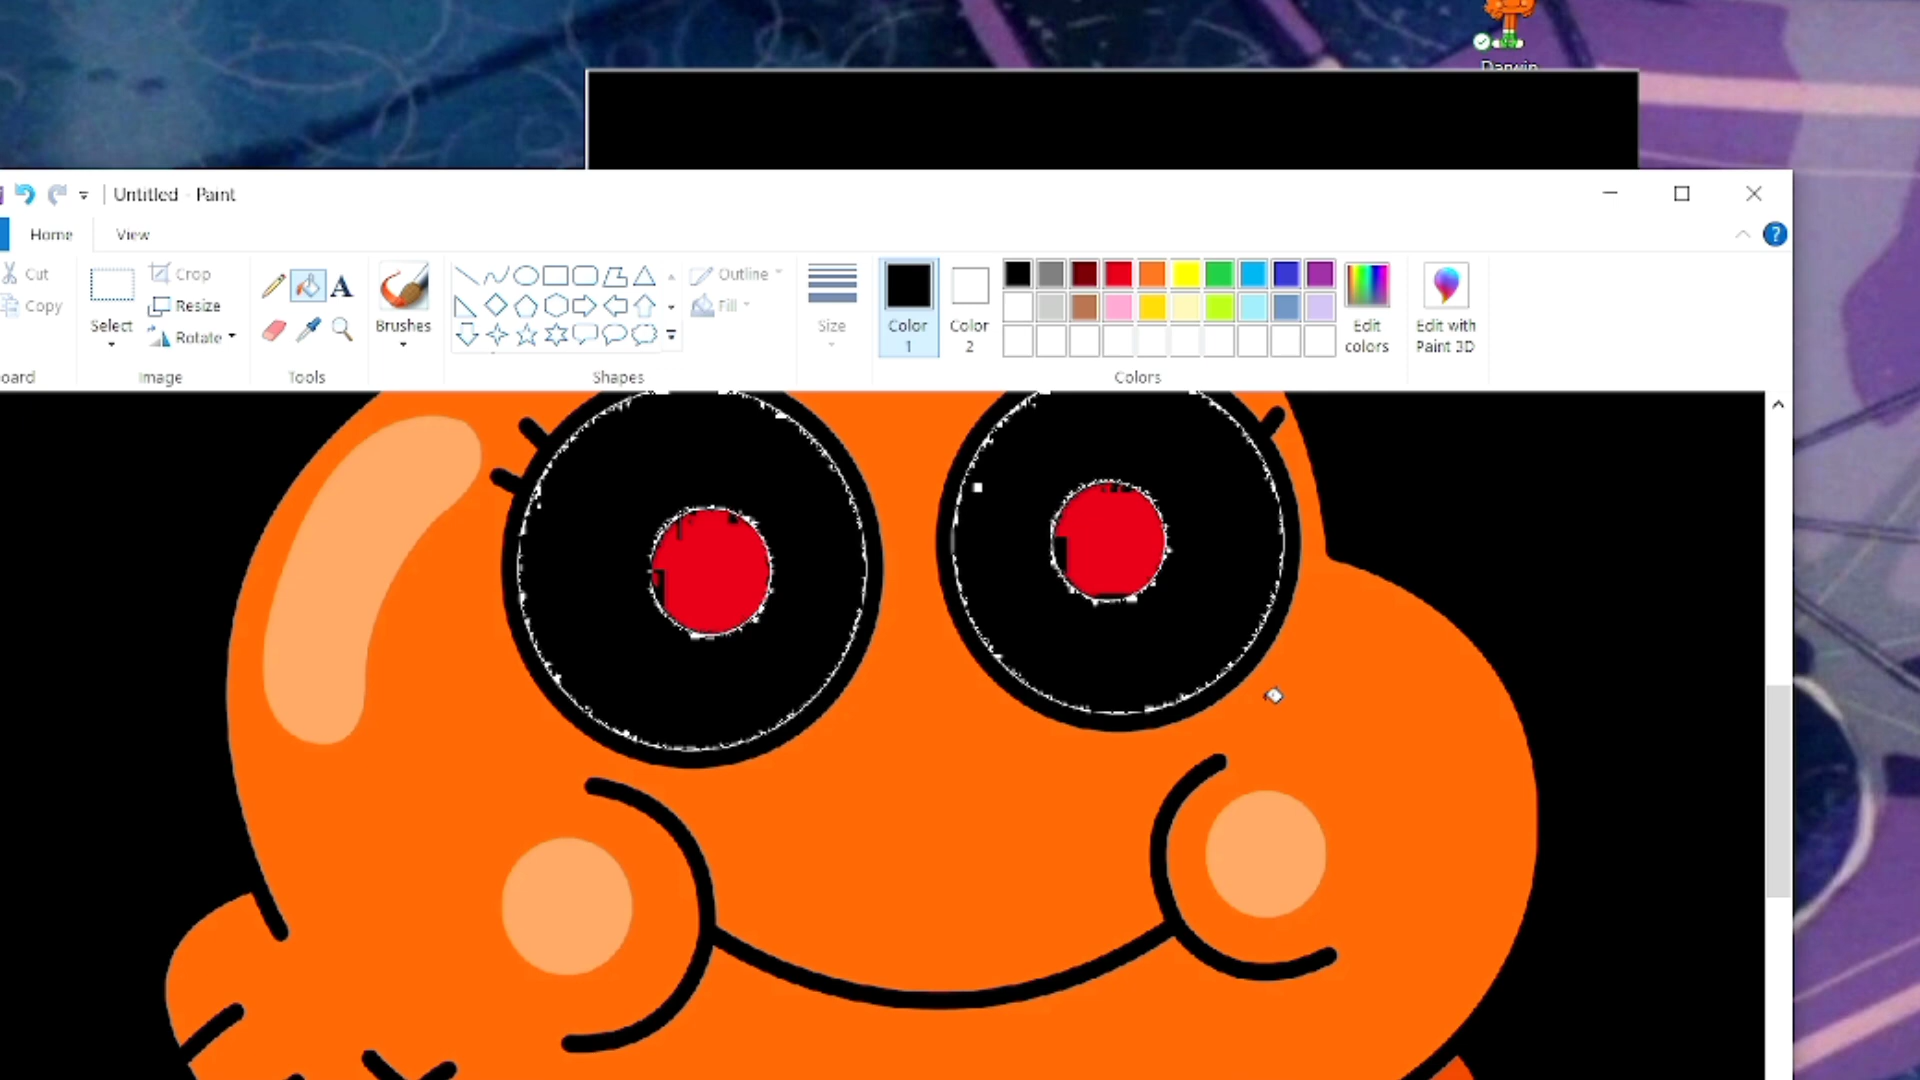 Darwin
Untitled - Paint
Home View
Cut
Copy
Select
Crop
Resize
Rotate
A
Brushes
Outline
Fill
Size
Color 1
Color 2
Edit colors
Edit with Paint 3D
?
oard
Image
Tools
Shapes
Colors